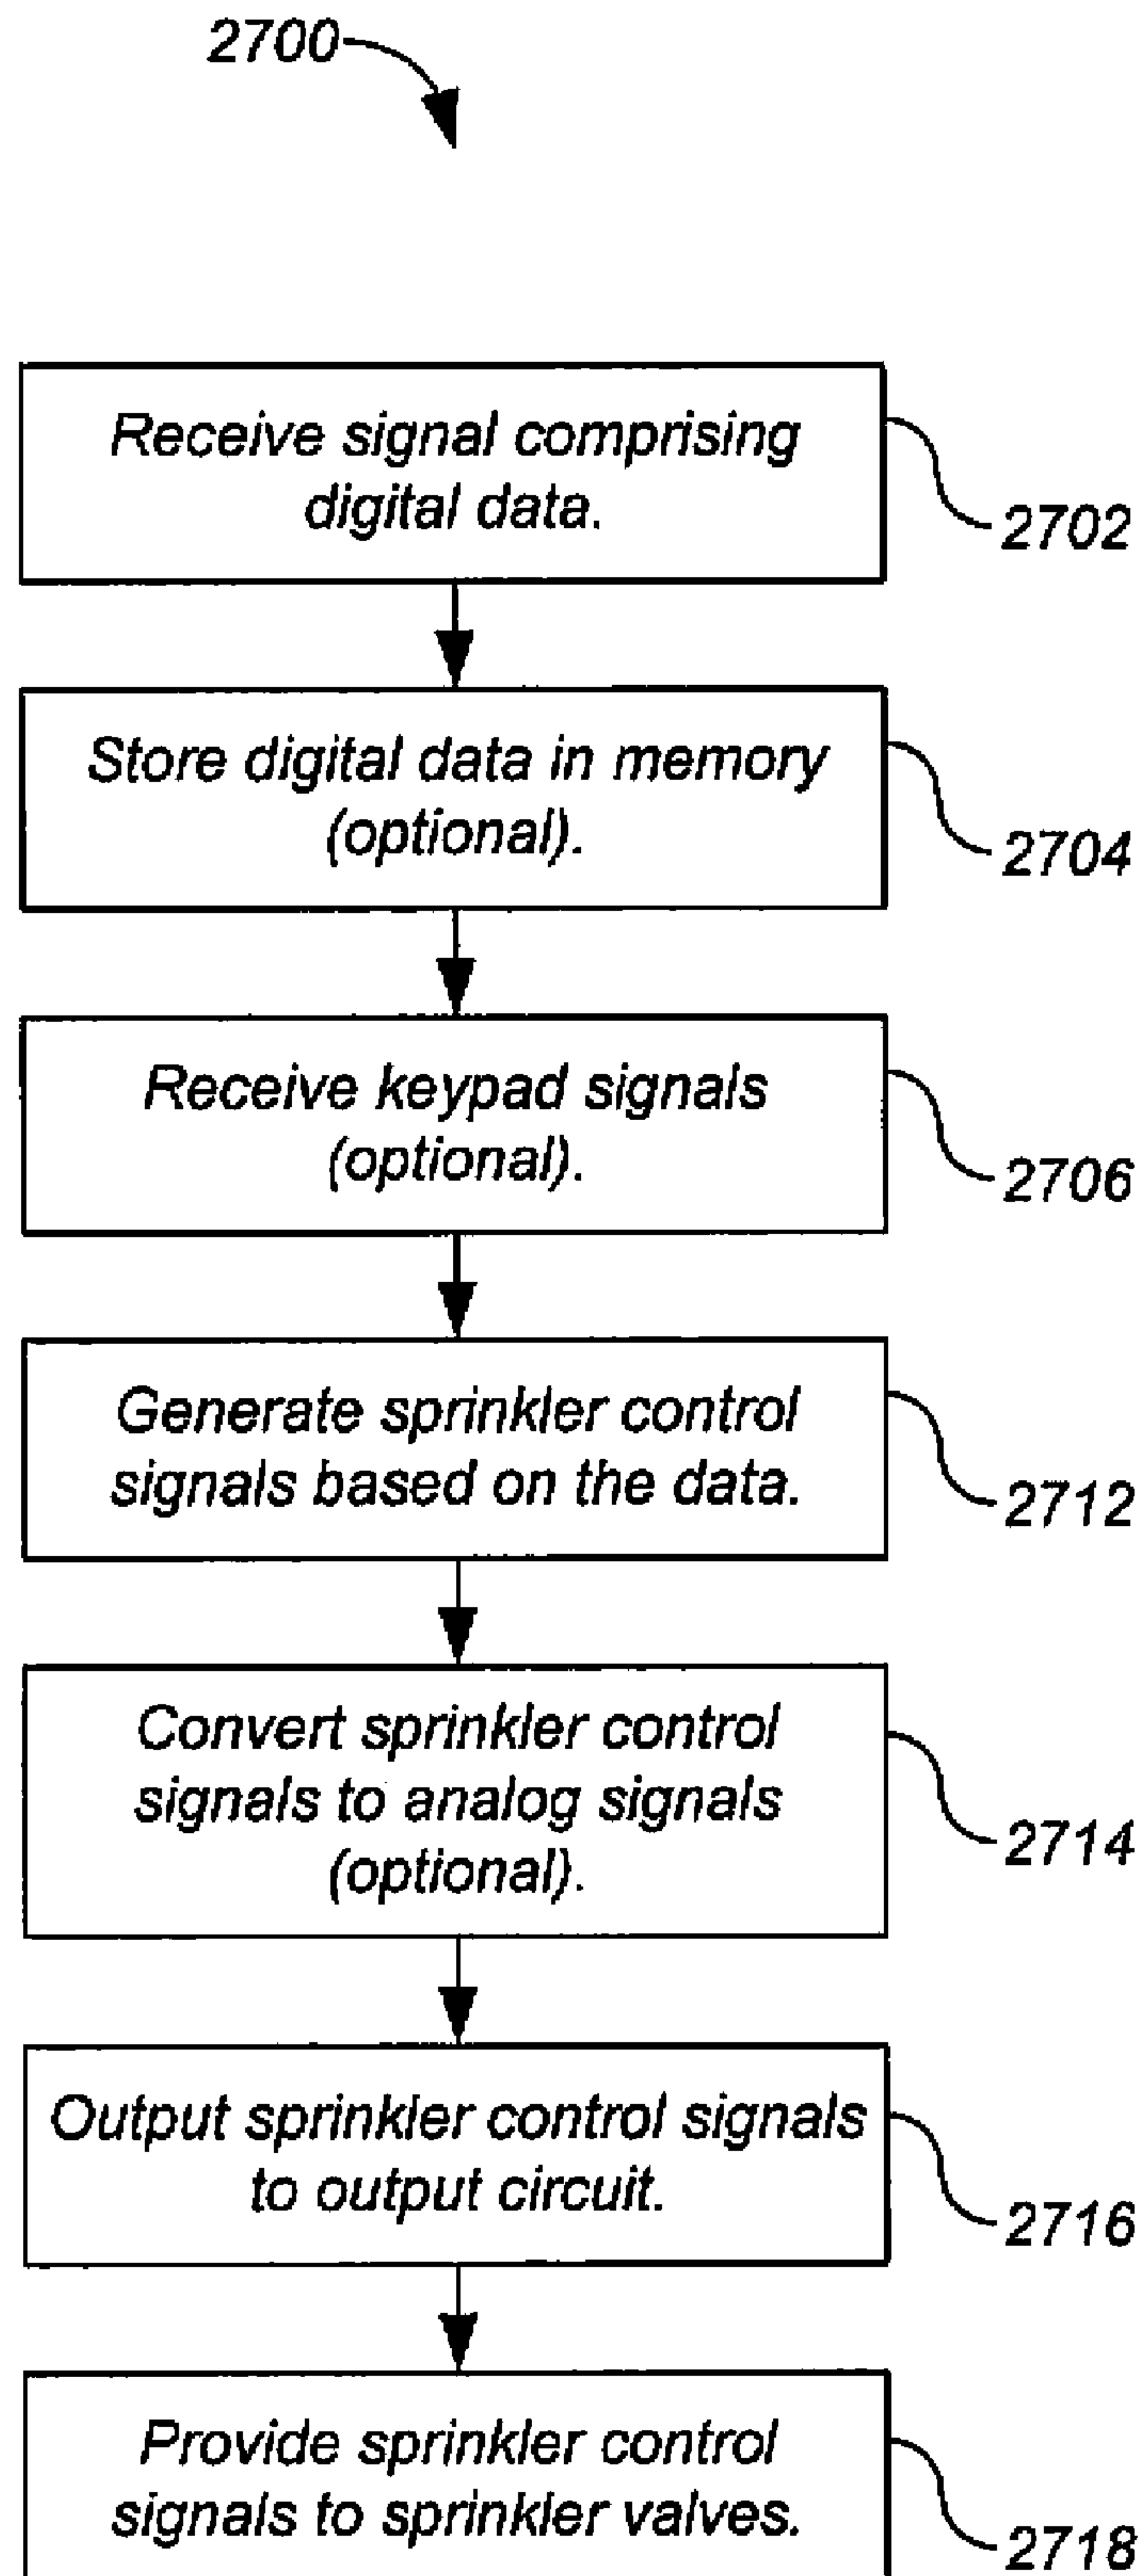 2700
Receive signal comprising
digital data.
2702
Store digital data in memory
(optional).
2704
Receive keypad signals
(optional).
2706
Generate sprinkler control
signals based on the data.
2712
Convert sprinkler control
signals to analog signals
(optional).
2714
Output sprinkler control signals
to output circuit.
2716
Provide sprinkler control
signals to sprinkler valves.
2718